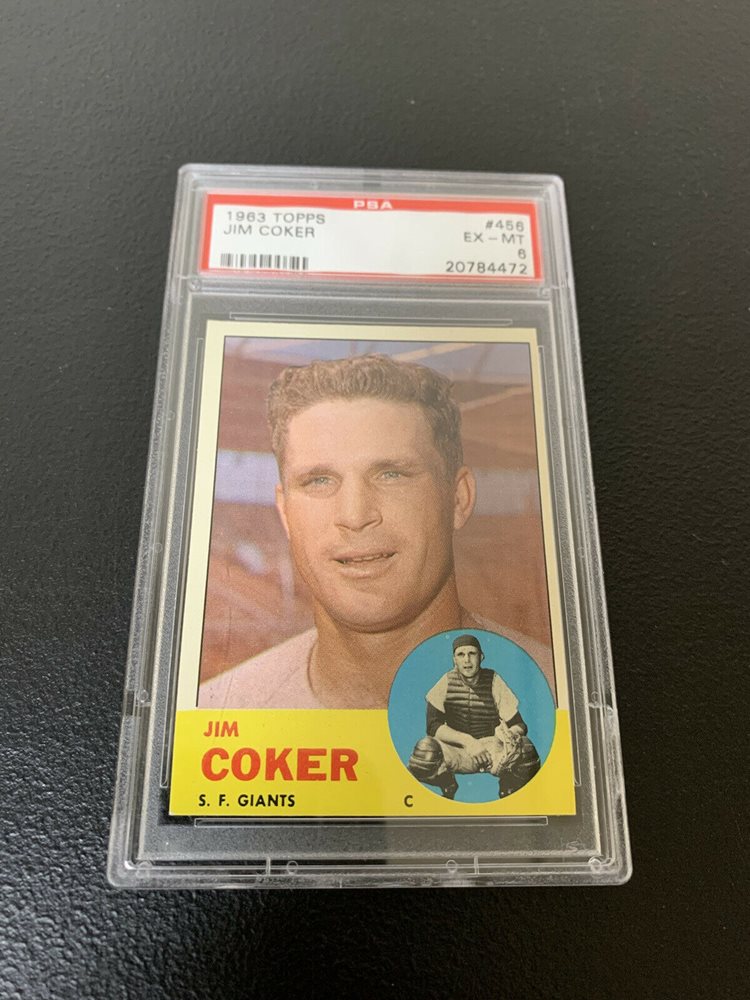 PSA
1963 TOPPS #456
JIM COKER EX - MT
6
20784472
JIM
COKER
S. F. GIANTS C